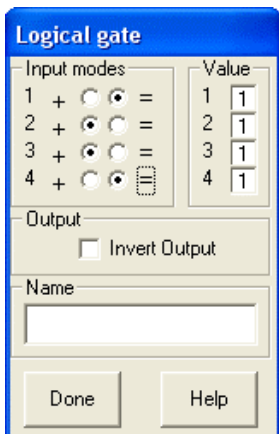 Logical gate
Input modes Value
1 + = 1 1
2 + = 2 1
3 + = 3 1
4 + = 4 1
Output
Invert Output
Name
Done Help